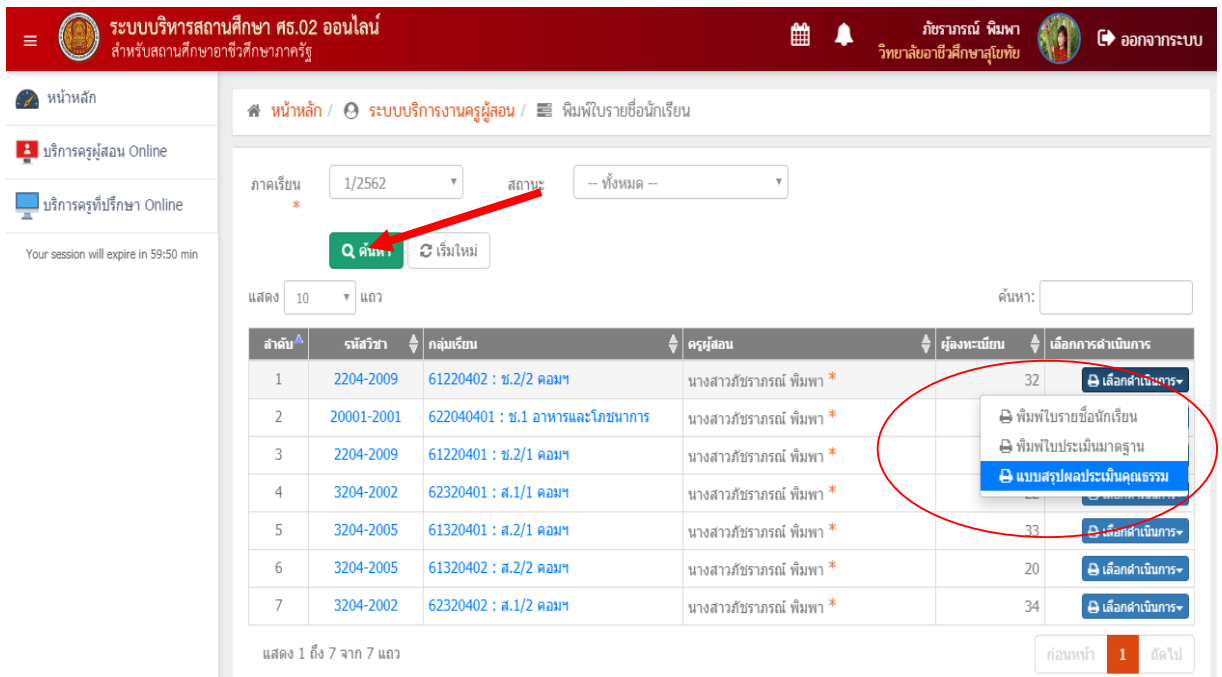 ระบบบริหารสถานศึกษา ศธ.02 ออนไลน์
สำหรับสถานศึกษาอาชีวศึกษาภาครัฐ
ภัชราภรณ์ พิมพา
วิทยาลัยอาชีวศึกษาสุโขทัย
ออกจากระบบ
หน้าหลัก
บริการครูผู้สอน Online
บริการครูที่ปรึกษา Online
Your session will expire in 59:50 min
หน้าหลัก / ระบบบริการงานครูผู้สอน / พิมพ์ใบรายชื่อนักเรียน
ภาคเรียน * 1/2562 สถานะ -- ทั้งหมด --
ค้นหา เริ่มใหม่
แสดง 10 แถว ค้นหา:
ลำดับ รหัสวิชา กลุ่มเรียน ครูผู้สอน ผู้ลงทะเบียน เลือกการดำเนินการ
1 2204-2009 61220402 : ช.2/2 คอมฯ นางสาวภัชราภรณ์ พิมพา * 32 เลือกดำเนินการ
2 20001-2001 622040401 : ช.1 อาหารและโภชนาการ นางสาวภัชราภรณ์ พิมพา *
พิมพ์ใบรายชื่อนักเรียน
3 2204-2009 61220401 : ช.2/1 คอมฯ นางสาวภัชราภรณ์ พิมพา *
พิมพ์ใบประเมินมาตฐาน
แบบสรุปผลประเมินคุณธรรม
4 3204-2002 62320401 : ส.1/1 คอมฯ นางสาวภัชราภรณ์ พิมพา *
5 3204-2005 61320401 : ส.2/1 คอมฯ นางสาวภัชราภรณ์ พิมพา * 33 เลือกดำเนินการ
6 3204-2005 61320402 : ส.2/2 คอมฯ นางสาวภัชราภรณ์ พิมพา * 20 เลือกดำเนินการ
7 3204-2002 62320402 : ส.1/2 คอมฯ นางสาวภัชราภรณ์ พิมพา * 34 เลือกดำเนินการ
แสดง 1 ถึง 7 จาก 7 แถว
ก่อนหน้า 1 ถัดไป